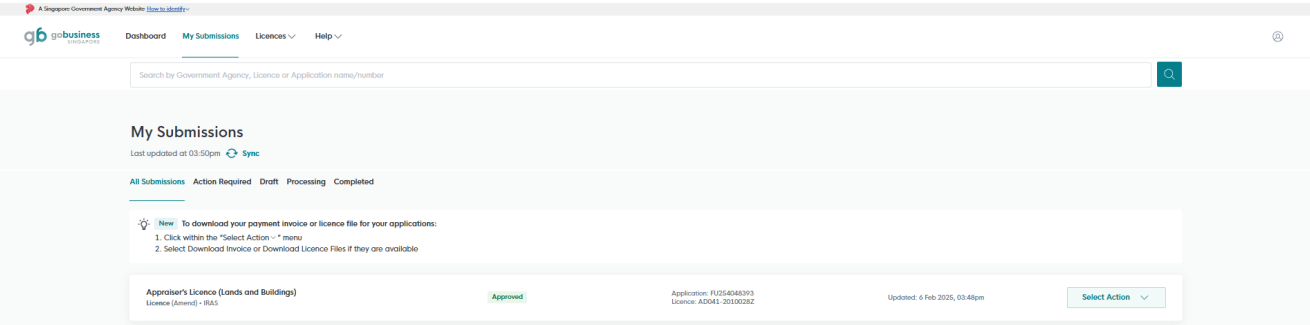 A Singapore Government Agency Website How to identify
gobusiness
SINGAPORE
Dashboard My Submissions Licences Help
Search by Government Agency, Licence or Application name/number
My Submissions
Last updated at 03:50pm Sync
All Submissions Action Required Draft Processing Completed
New To download your payment invoice or licence file for your applications:
1. Click within the "Select Action" menu
2. Select Download Invoice or Download Licence Files if they are available
Appraiser's Licence (Lands and Buildings)
Licence (Amend) • IRAS
Approved
Application: FU254048393
Licence: AD041-2010028Z
Updated: 6 Feb 2025, 03:48pm
Select Action